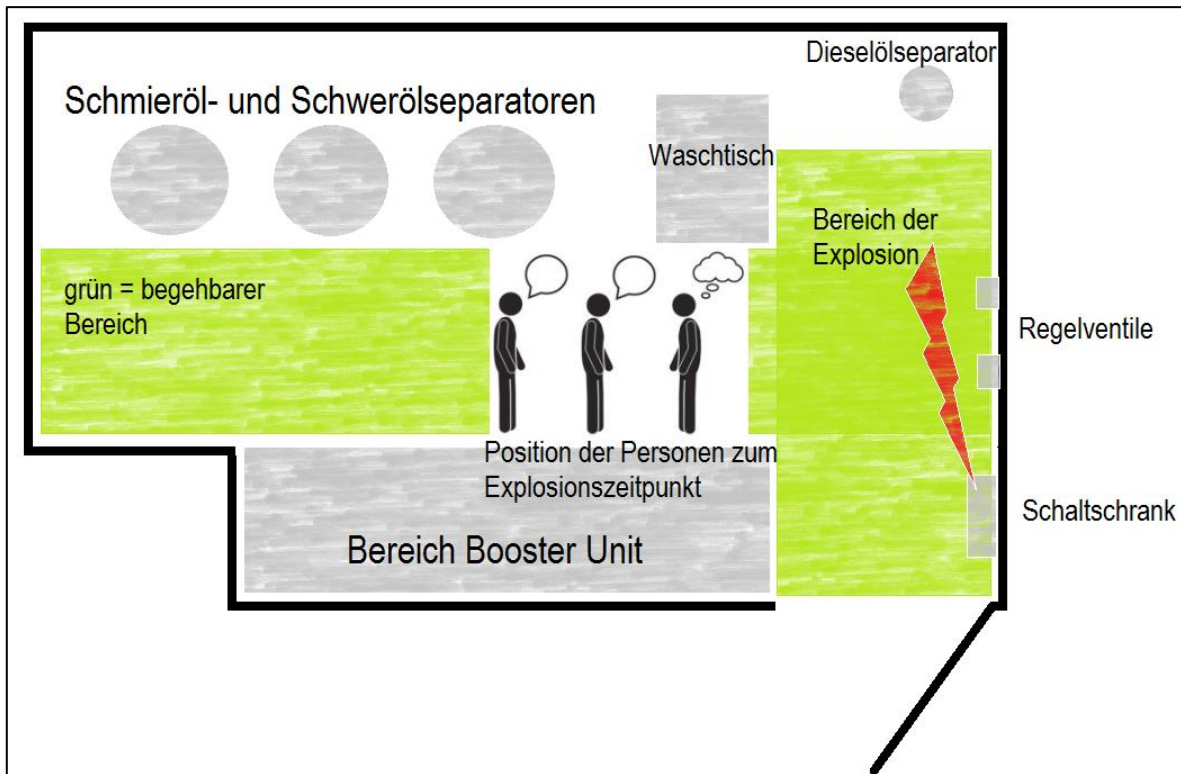 Dieselölseparator
Schmieröl- und Schwerölseparatoren
Waschtisch
Bereich der
Explosion
grün = begehbarer
Bereich
Regelventile
Position der Personen zum
Explosionszeitpunkt
Schaltschrank
Bereich Booster Unit